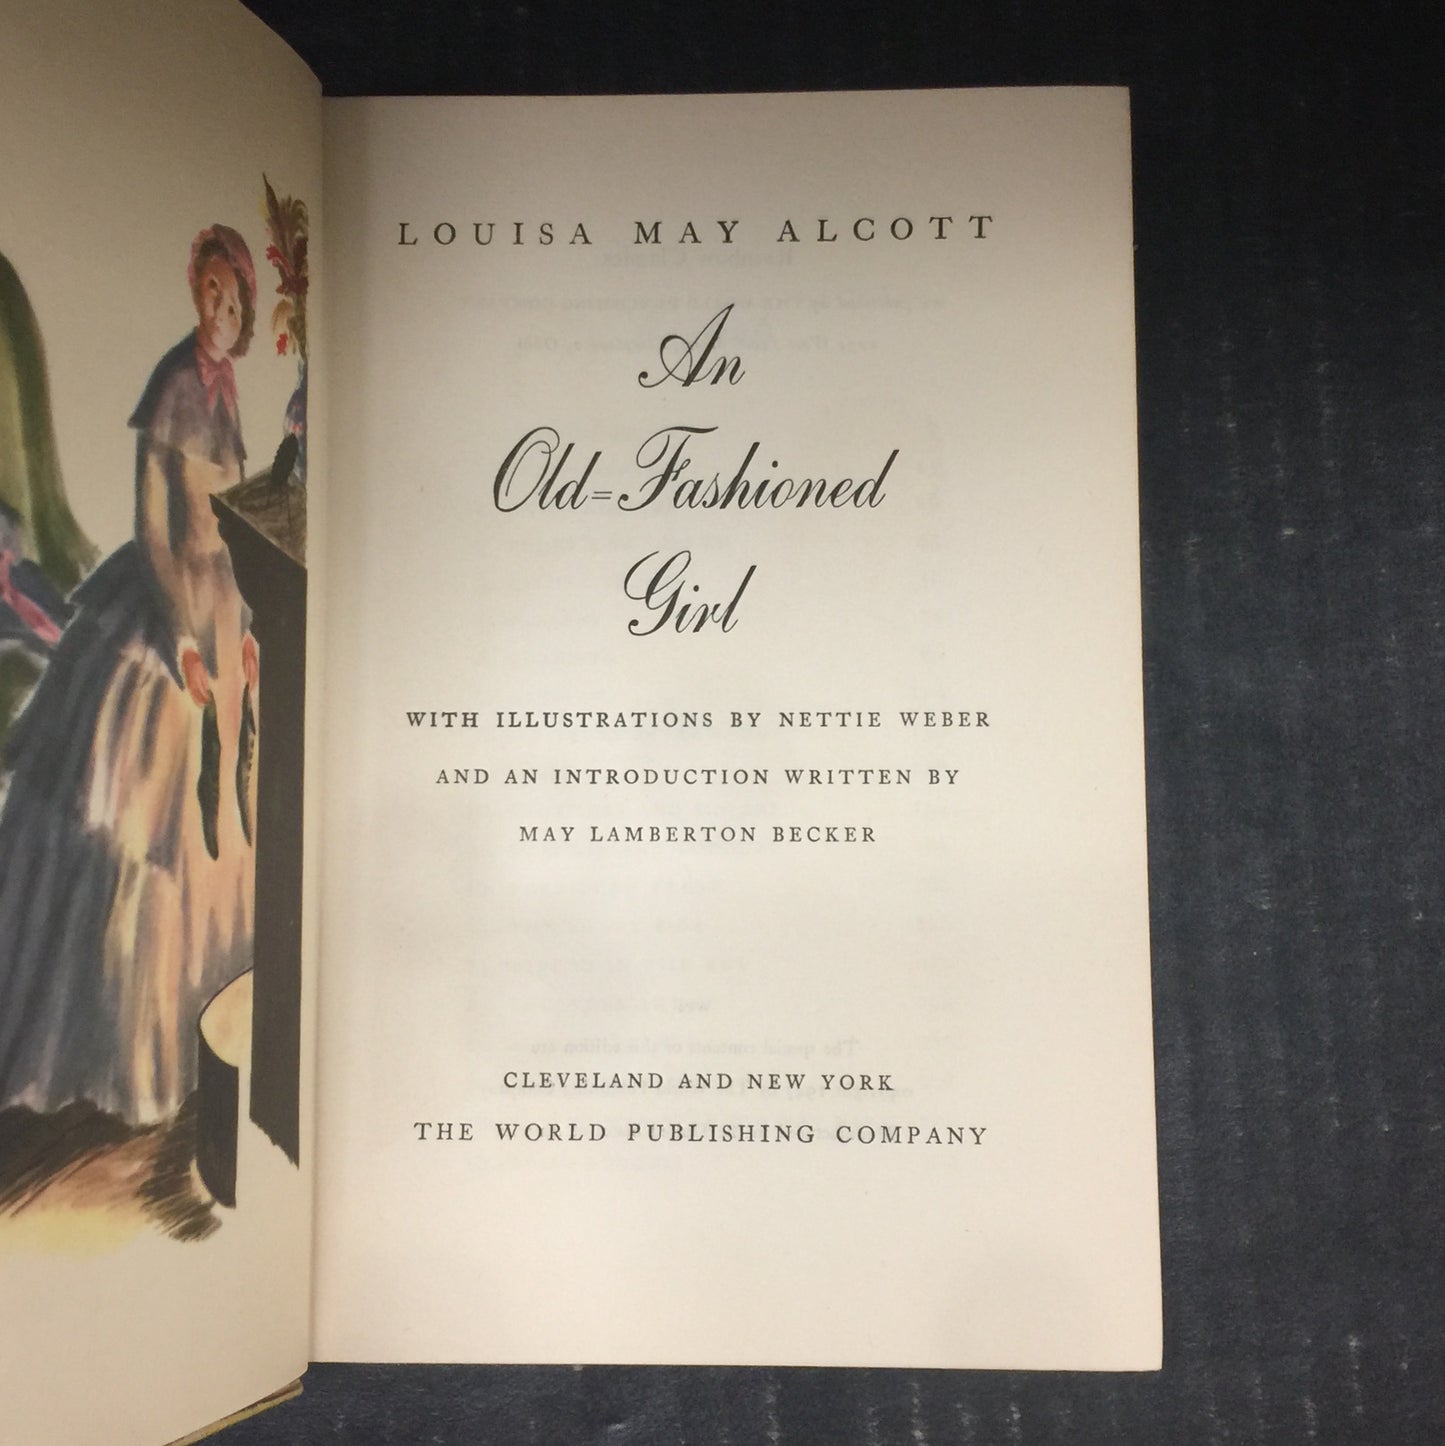 LOUISA MAY ALCOTT
An
Old=Fashioned
Girl
WITH ILLUSTRATIONS BY NETTIE WEBER
AND AN INTRODUCTION WRITTEN BY
MAY LAMBERTON BECKER
CLEVELAND AND NEW YORK
THE WORLD PUBLISHING COMPANY